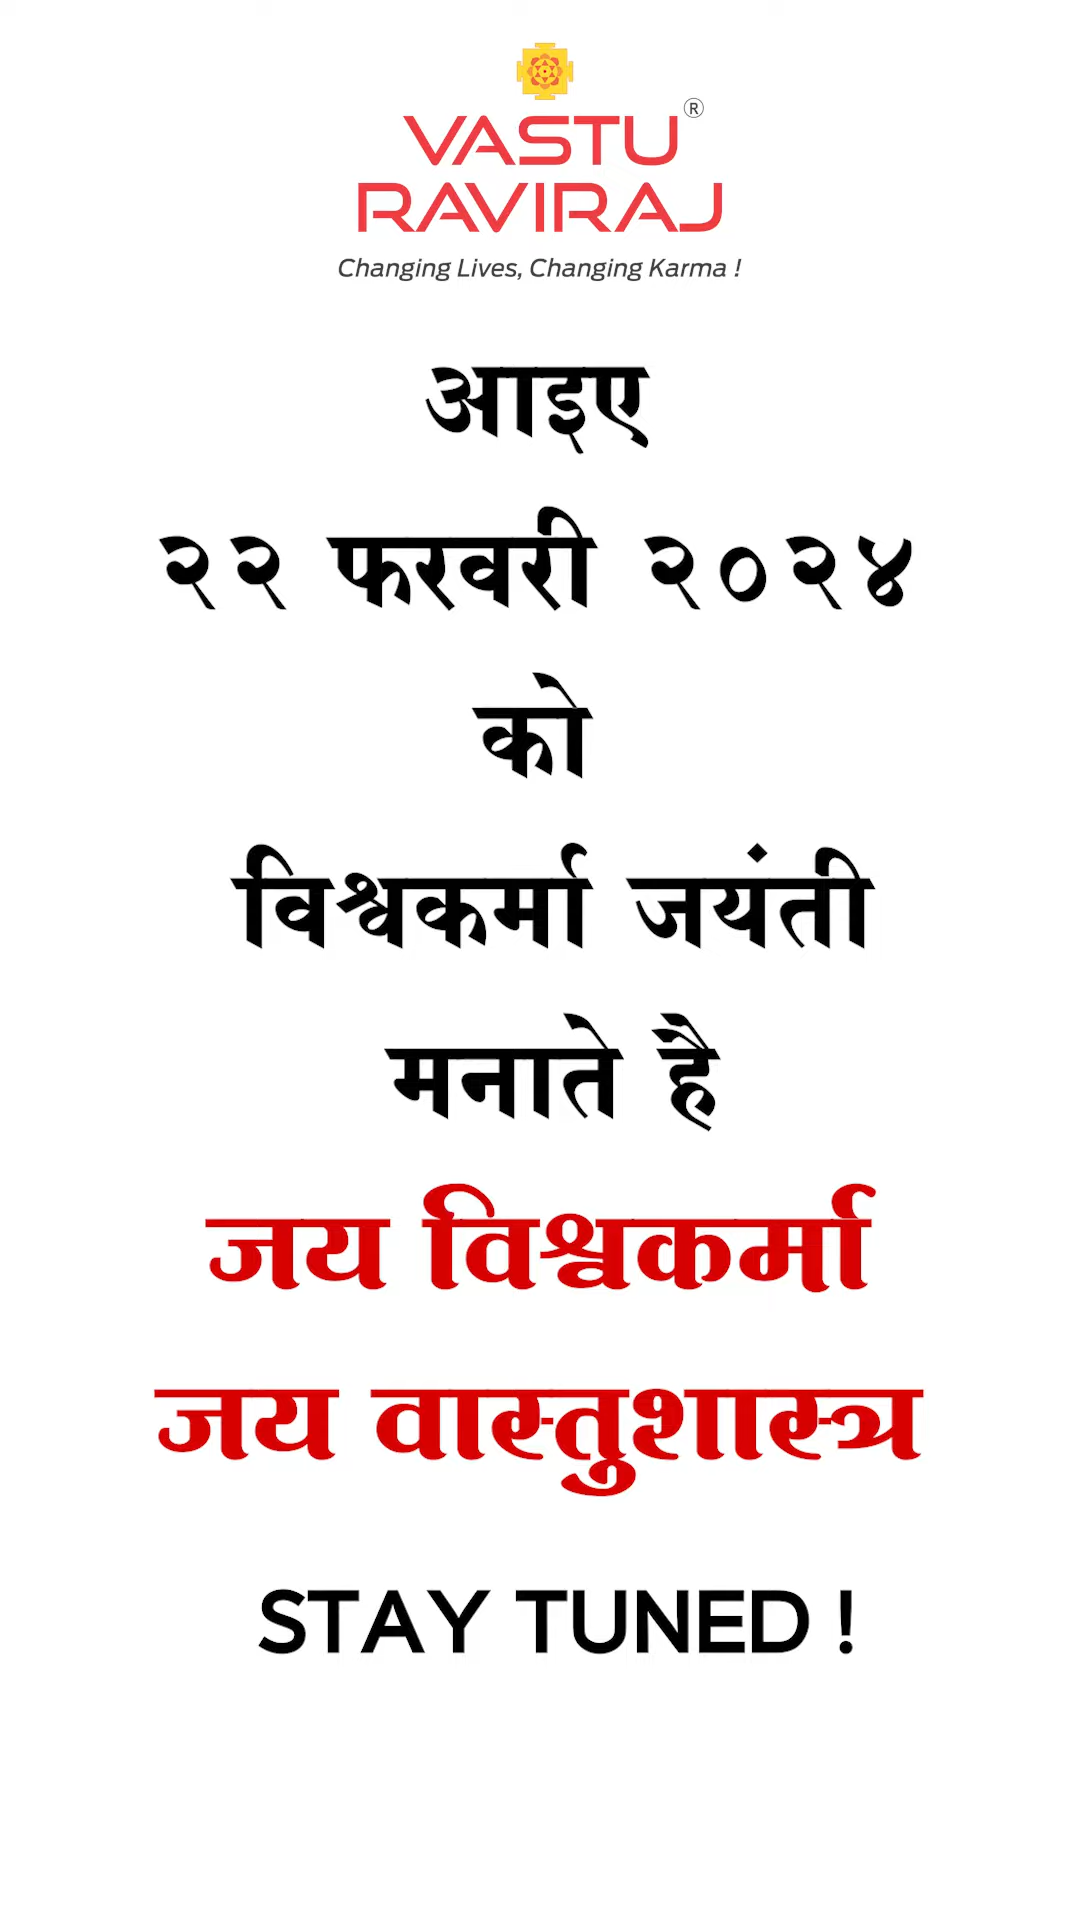 VASTU®
RAVIRAJ
Changing Lives, Changing Karma !
आइए
२२ फरवरी २०२४
को
विश्वकर्मा जयंती
मनाते है
जय विश्वकर्मा
जय वास्तुशास्त्र
STAY TUNED !